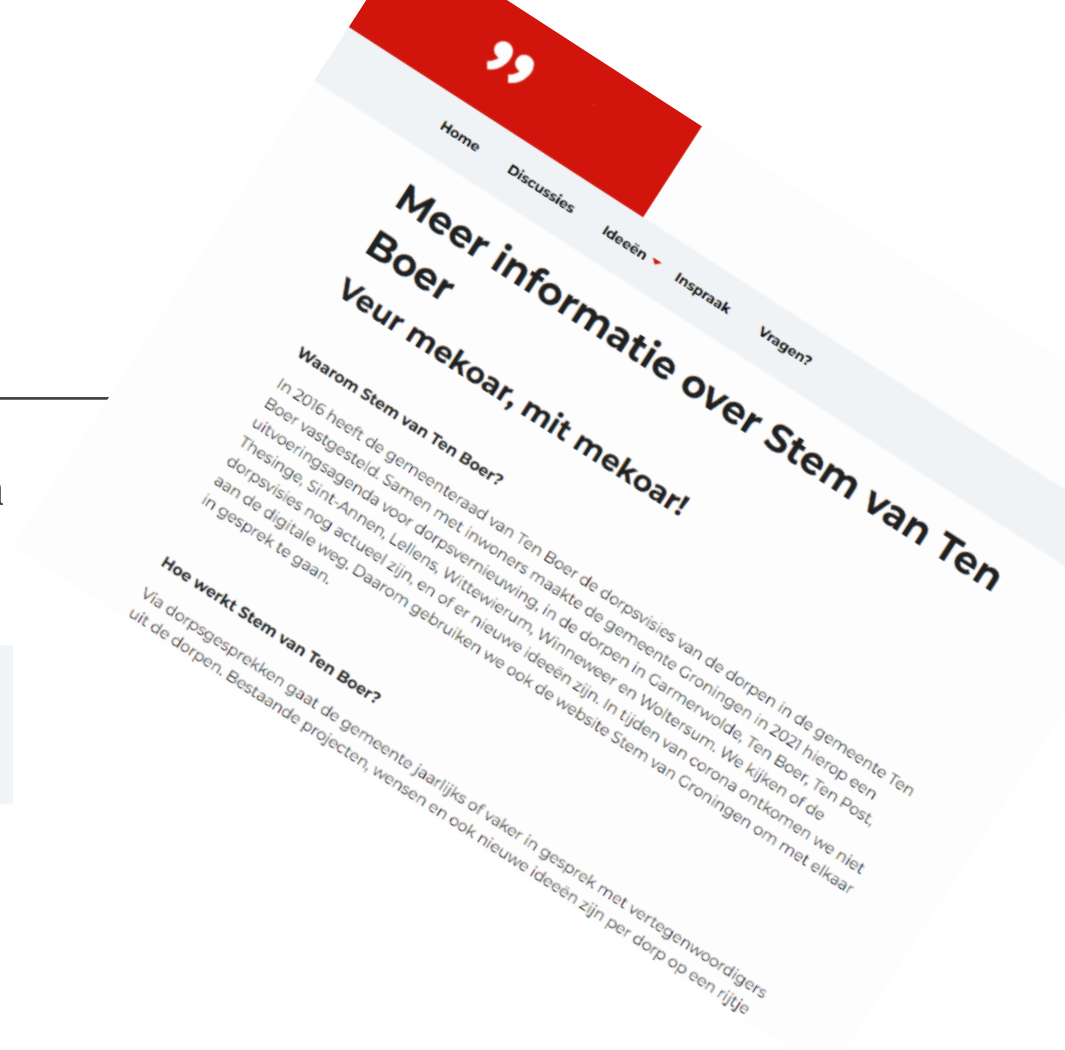 ”
Home
Discussies
Ideeën
Inspraak
Vragen?
Meer informatie over Stem van Ten
Boer
Veur mekoar, mit mekoar!
Waarom Stem van Ten Boer?
In 2016 heeft de gemeenteraad van Ten Boer de dorpsvisies van de dorpen in de gemeente Ten
Boer vastgesteld. Samen met inwoners maakte de gemeente Groningen in 2021 hierop een
uitvoeringsagenda voor dorpsvernieuwing, in de dorpen in Garmerwolde, Ten Boer, Ten Post,
Thesinge, Sint-Annen, Lellens, Wittewierum, Winneweer en Woltersum. We kijken of de
dorpsvisies nog actueel zijn, en of er nieuwe ideeën zijn. In tijden van corona ontkomen we niet
aan de digitale weg. Daarom gebruiken we ook de website Stem van Groningen om met elkaar
in gesprek te gaan.
Hoe werkt Stem van Ten Boer?
Via dorpsgesprekken gaat de gemeente jaarlijks of vaker in gesprek met vertegenwoordigers
uit de dorpen. Bestaande projecten, wensen en ook nieuwe ideeën zijn per dorp op een rijtje